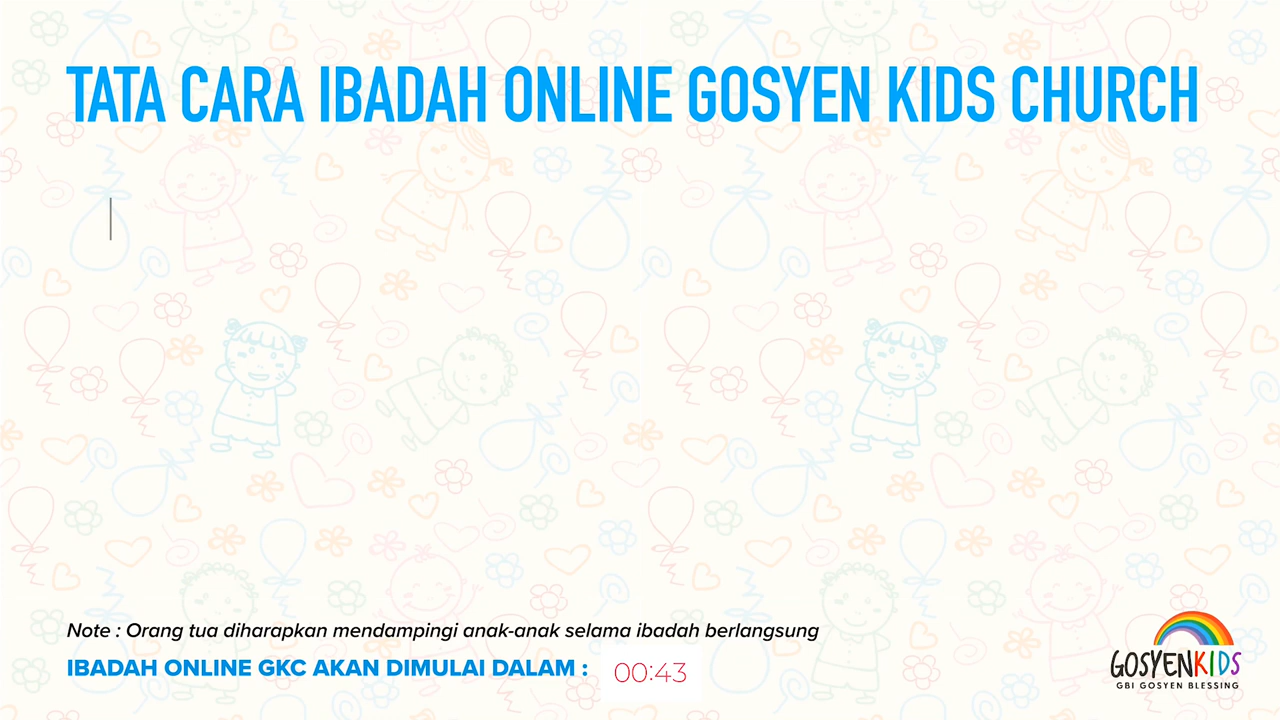 TATA CARA IBADAH ONLINE GOSYEN KIDS CHURCH
Note : Orang tua diharapkan mendampingi anak-anak selama ibadah berlangsung
IBADAH ONLINE GKC AKAN DIMULAI DALAM : 00:43
GOSYENKIDS
GBI GOSYEN BLESSING